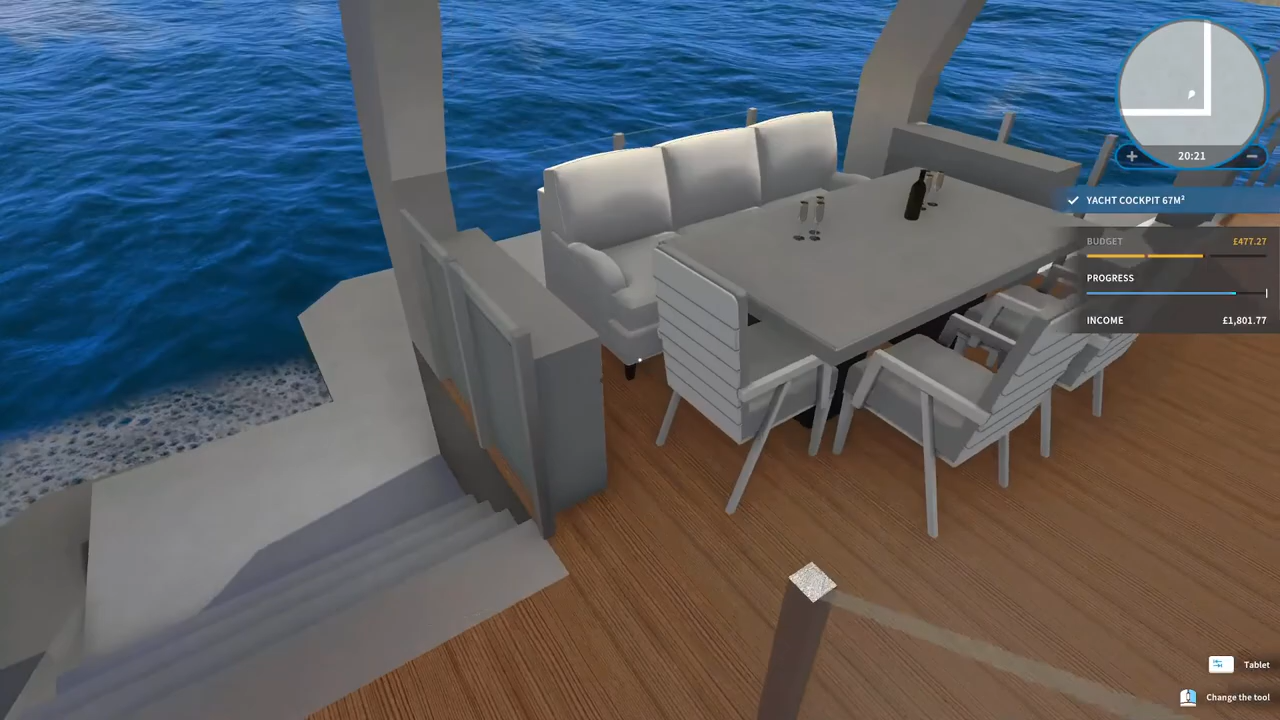 20:21
YACHT COCKPIT 67M²
BUDGET £477.27
PROGRESS
INCOME £1,801.77
Tablet
Change the tool